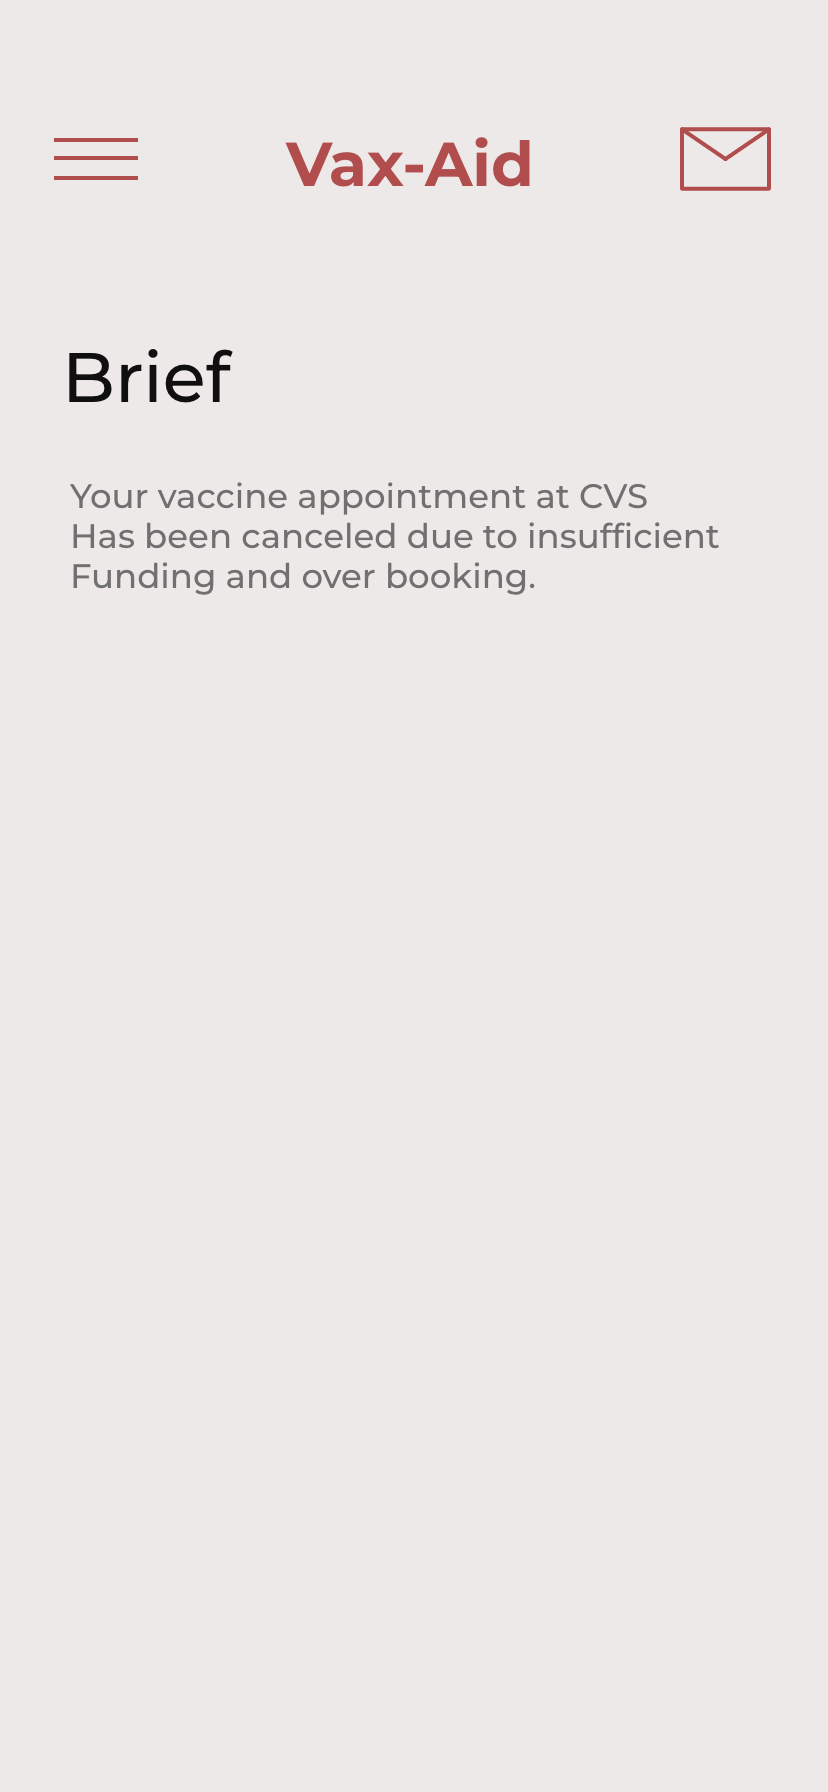 Vax-Aid
Brief
Your vaccine appointment at CVS
Has been canceled due to insufficient
Funding and over booking.